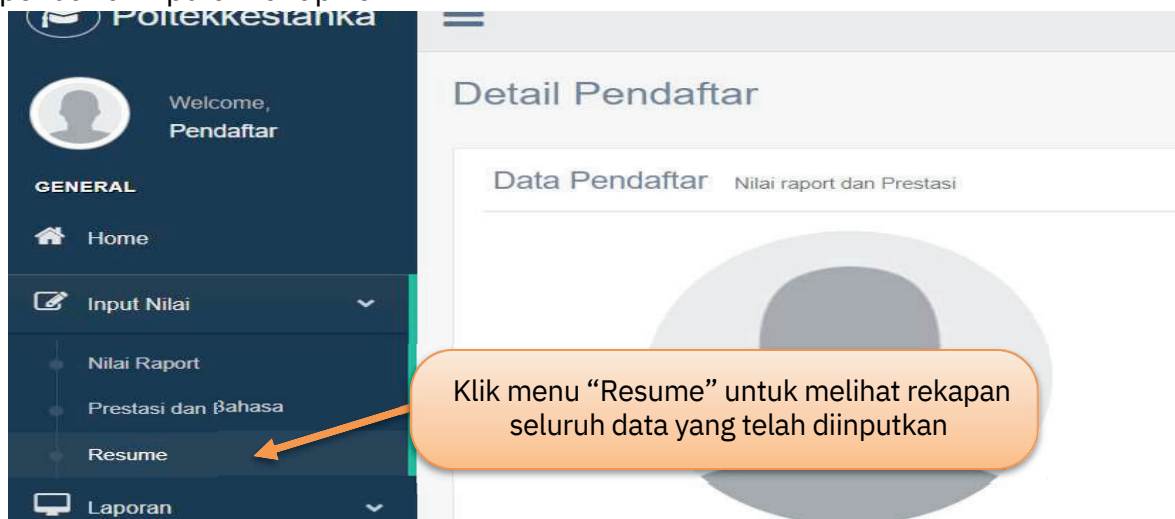 Poltekkestanka
Welcome,
Pendaftar
GENERAL
Home
Input Nilai
Nilai Raport
Prestasi dan Bahasa
Resume
Laporan
Detail Pendaftar
Data Pendaftar Nilai raport dan Prestasi
Klik menu “Resume” untuk melihat rekapan
seluruh data yang telah diinputkan